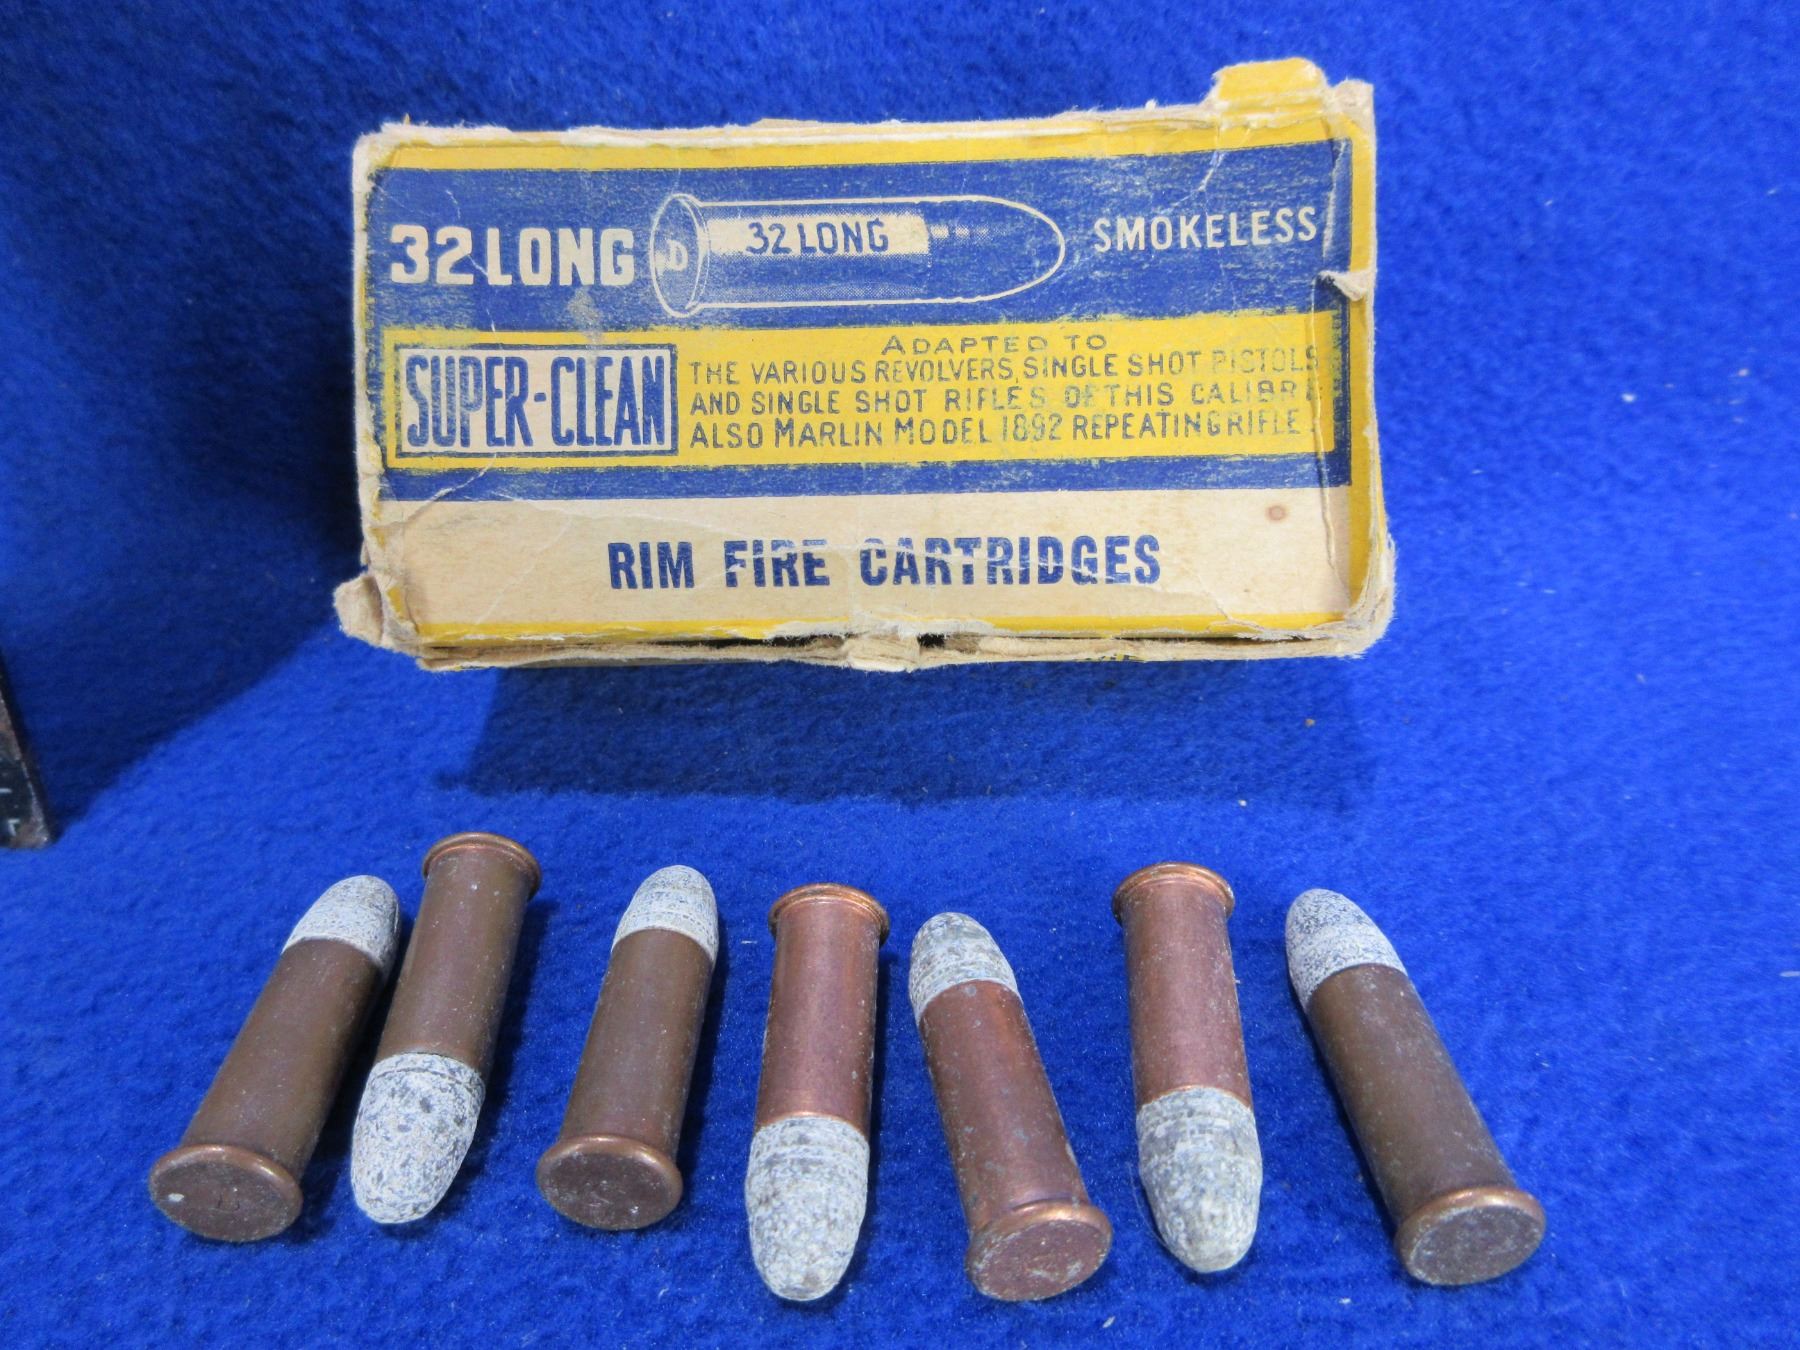 32 LONG
D
32 LONG
SMOKELESS
SUPER-CLEAN
ADAPTED TO
THE VARIOUS REVOLVERS, SINGLE SHOT PISTOLS
AND SINGLE SHOT RIFLES OF THIS CALIBRE
ALSO MARLIN MODEL 1892 REPEATING RIFLE.
RIM FIRE CARTRIDGES